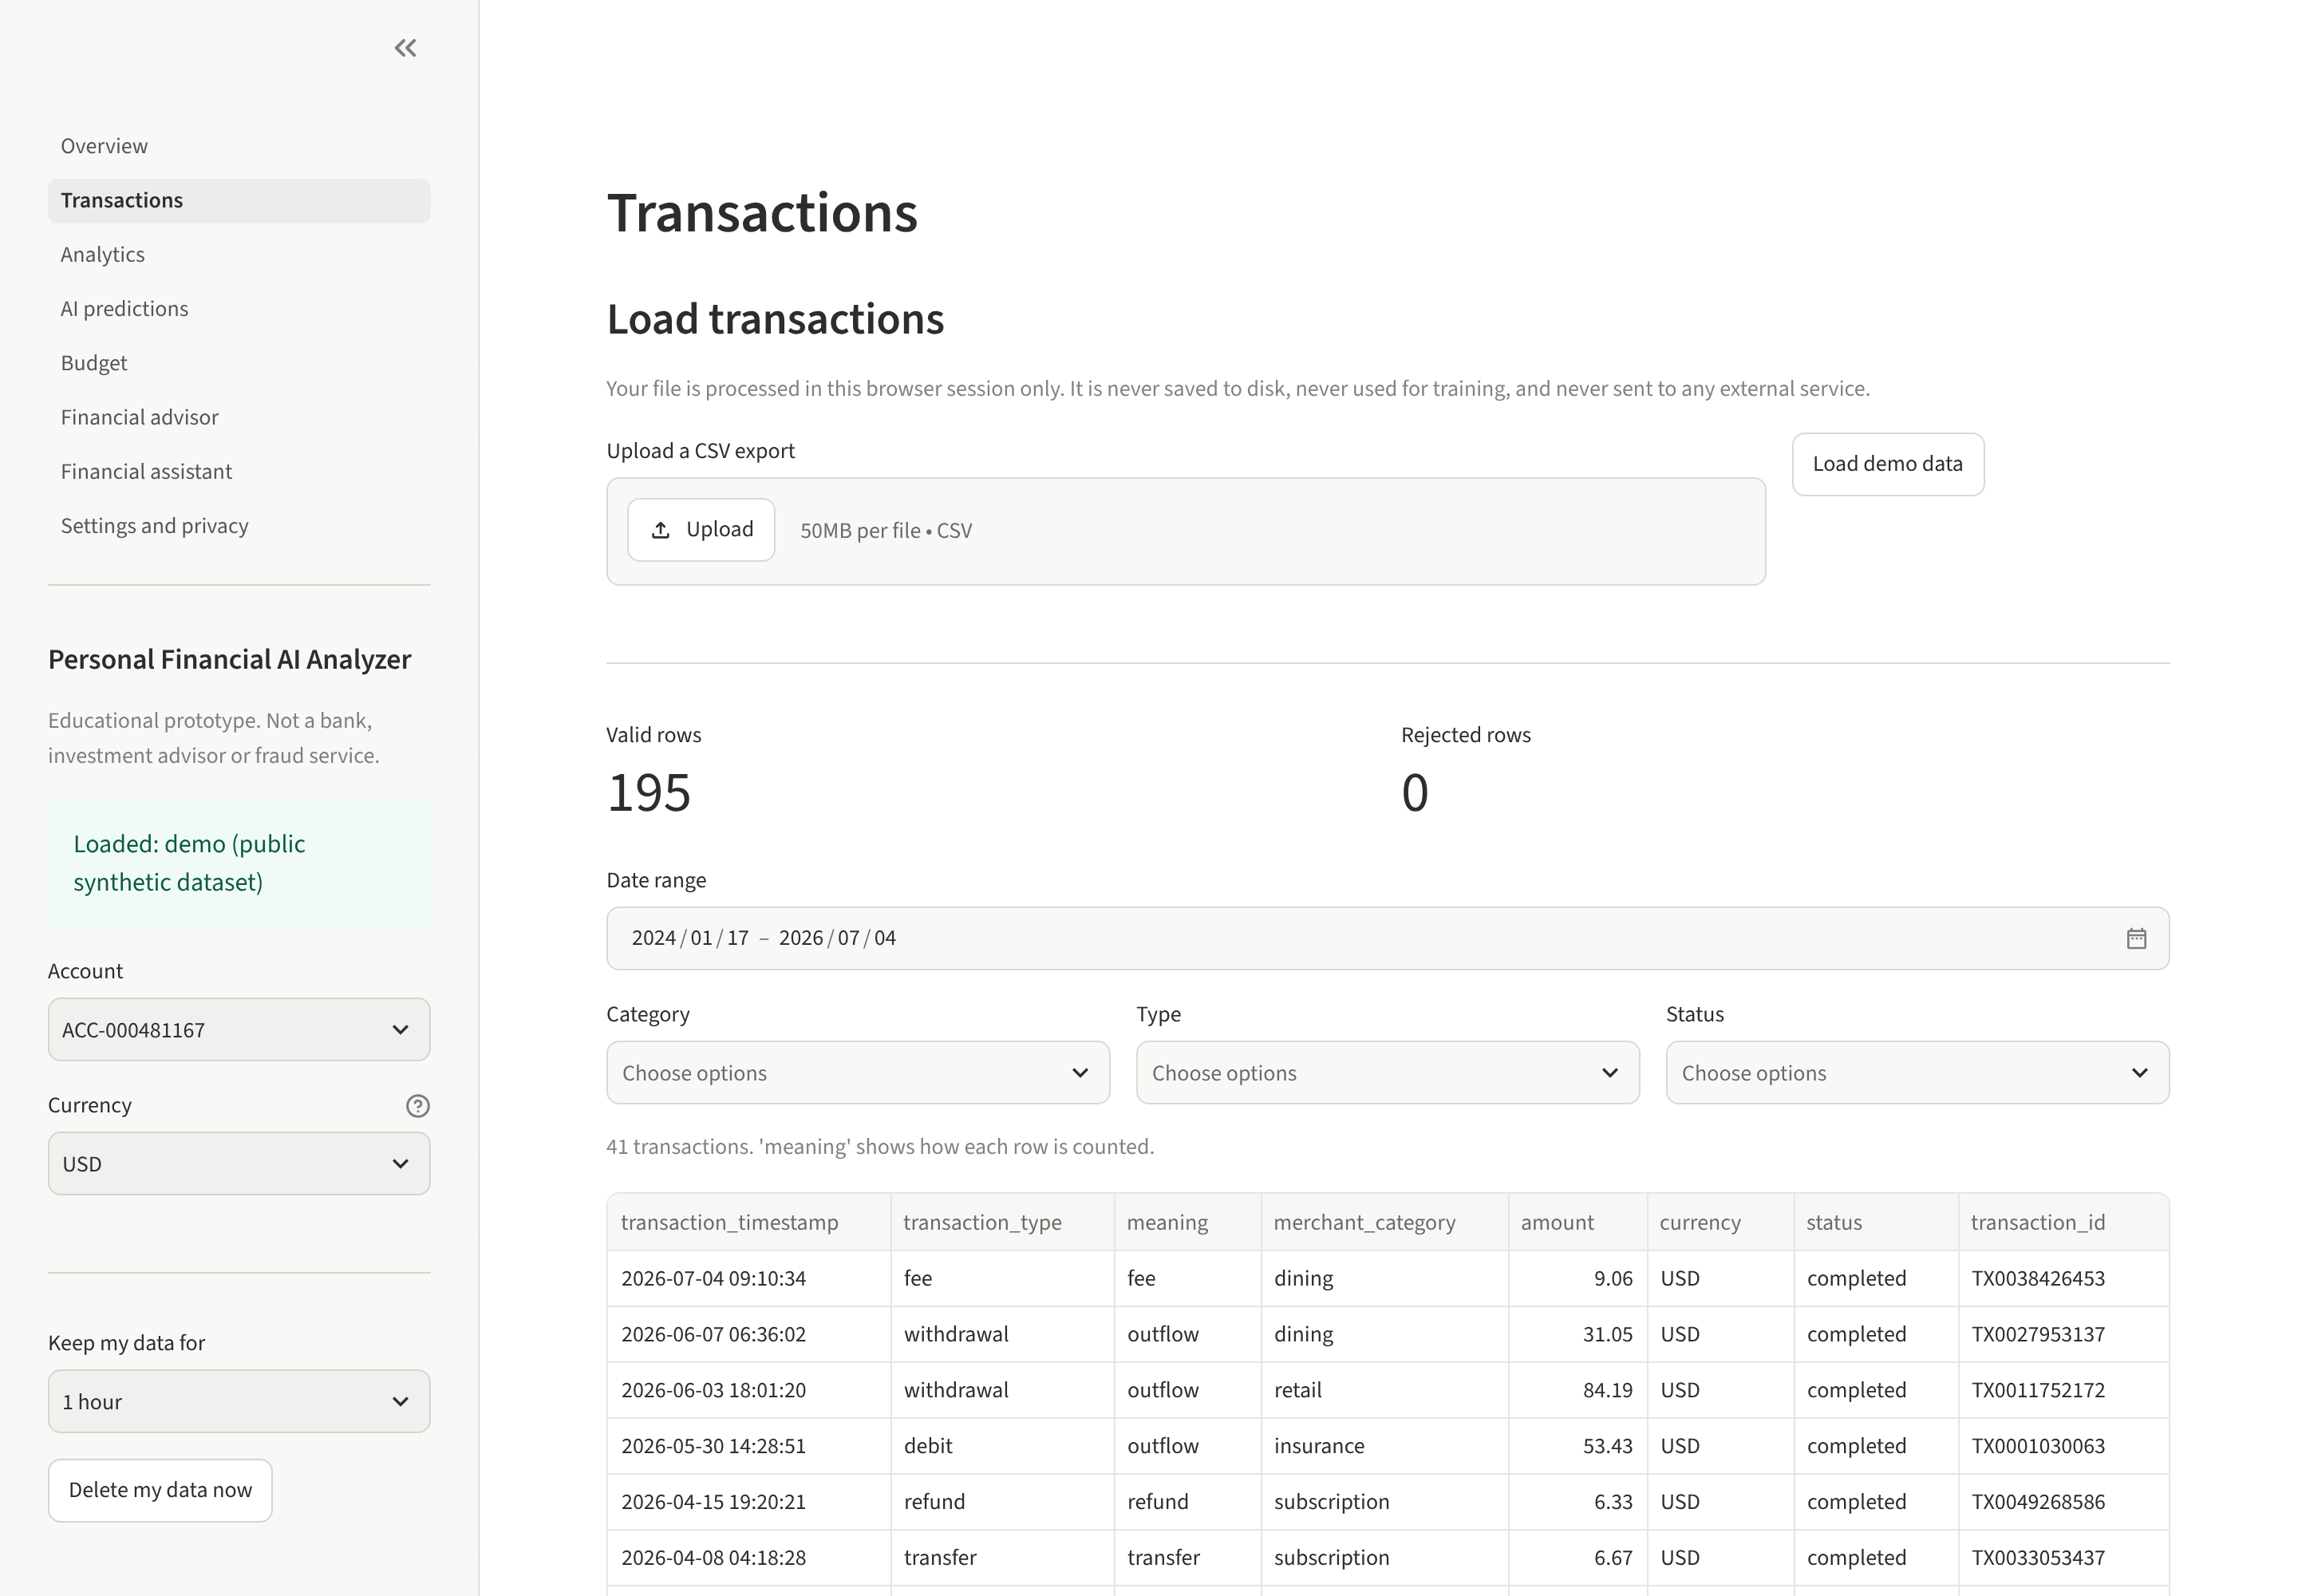 Overview
Transactions
Analytics
AI predictions
Budget
Financial advisor
Financial assistant
Settings and privacy
Personal Financial AI Analyzer
Educational prototype. Not a bank,
investment advisor or fraud service.
Loaded: demo (public
synthetic dataset)
Account
ACC-000481167
Currency
USD
Keep my data for
1 hour
Delete my data now
Transactions
Load transactions
Your file is processed in this browser session only. It is never saved to disk, never used for training, and never sent to any external service.
Upload a CSV export
Load demo data
Upload 50MB per file • CSV
Valid rows Rejected rows
195 0
Date range
2024/01/17 – 2026/07/04
Category Type Status
Choose options Choose options Choose options
41 transactions. 'meaning' shows how each row is counted.
transaction_timestamp transaction_type meaning merchant_category amount currency status transaction_id
2026-07-04 09:10:34 fee fee dining 9.06 USD completed TX0038426453
2026-06-07 06:36:02 withdrawal outflow dining 31.05 USD completed TX0027953137
2026-06-03 18:01:20 withdrawal outflow retail 84.19 USD completed TX0011752172
2026-05-30 14:28:51 debit outflow insurance 53.43 USD completed TX0001030063
2026-04-15 19:20:21 refund refund subscription 6.33 USD completed TX0049268586
2026-04-08 04:18:28 transfer transfer subscription 6.67 USD completed TX0033053437